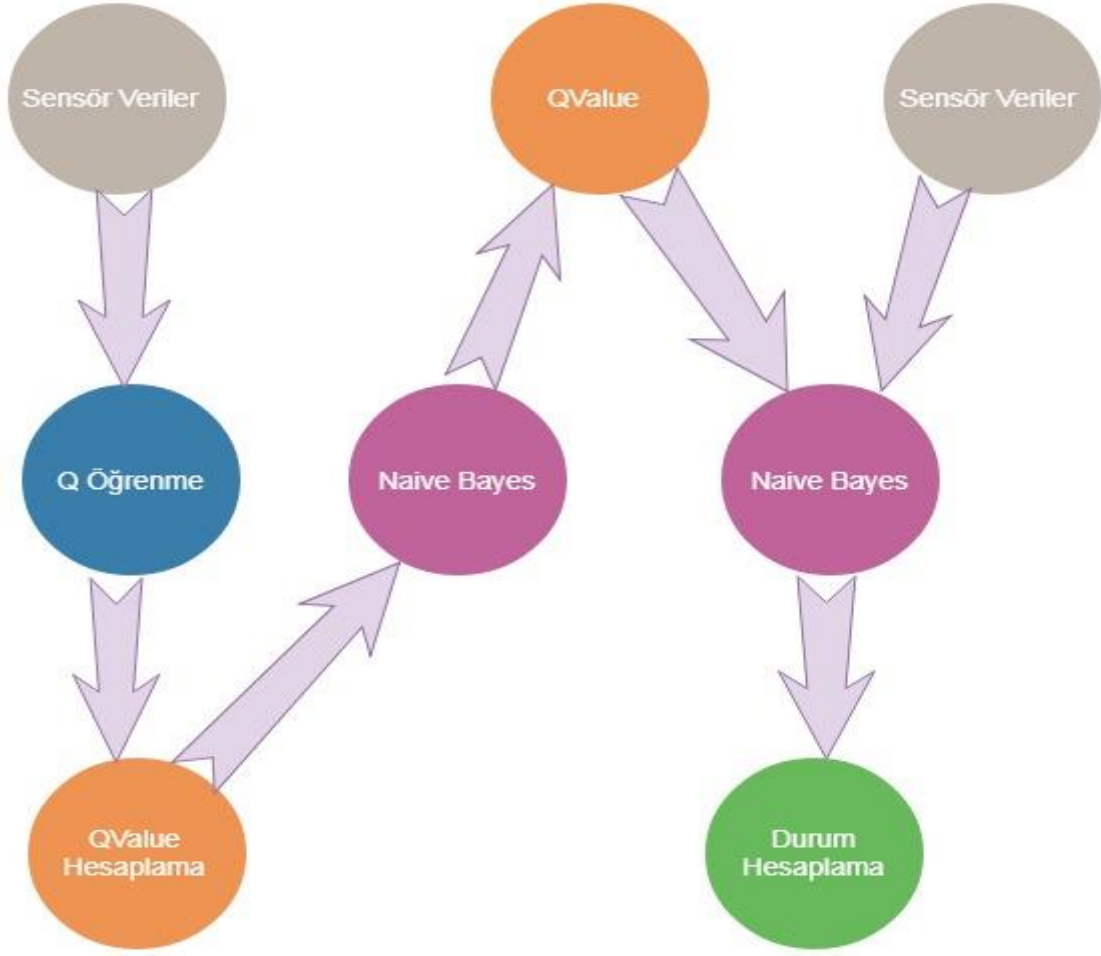 Sensör Veriler
QValue
Sensör Veriler
Q Öğrenme
Naive Bayes
Naive Bayes
QValue
Hesaplama
Durum
Hesaplama